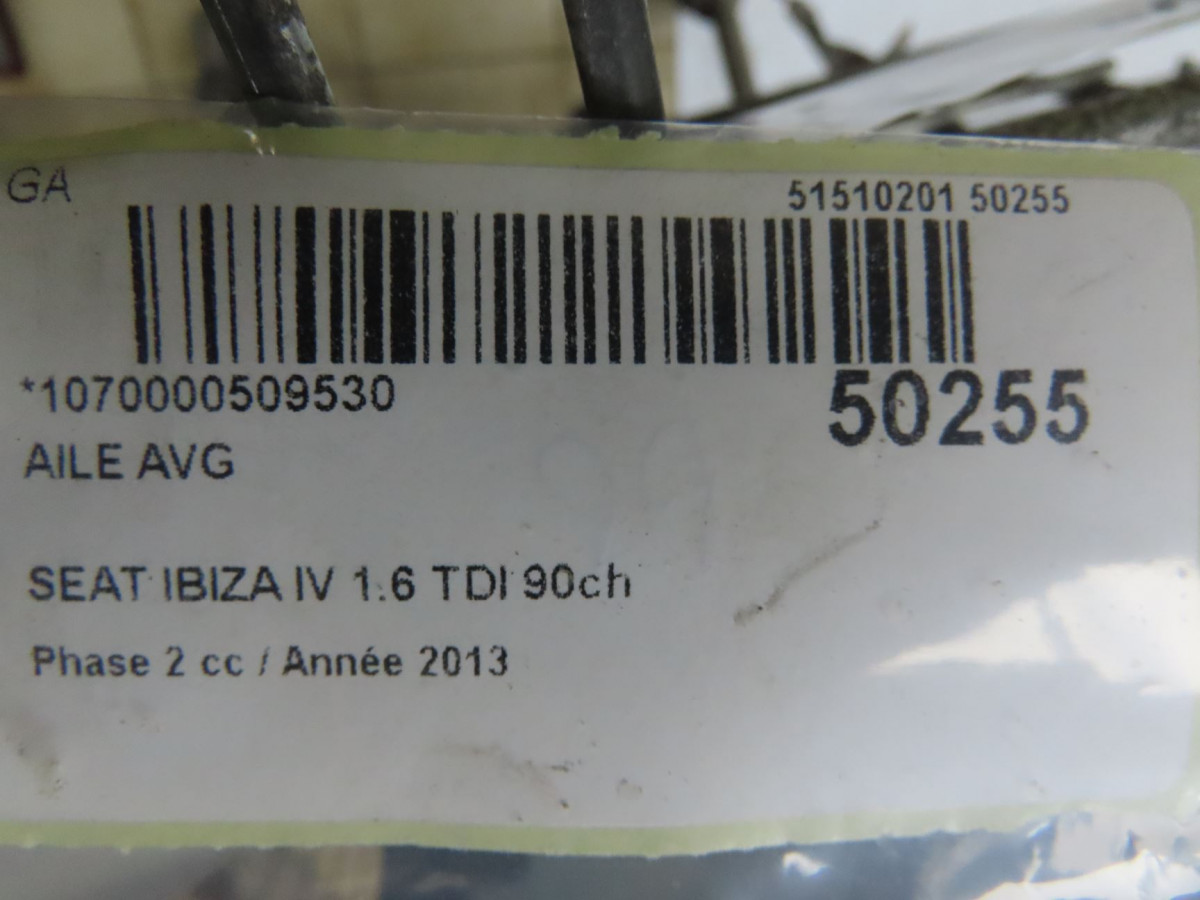 GA
51510201 50255
*1070000509530
50255
AILE AVG
SEAT IBIZA IV 1.6 TDI 90ch
Phase 2 cc / Année 2013